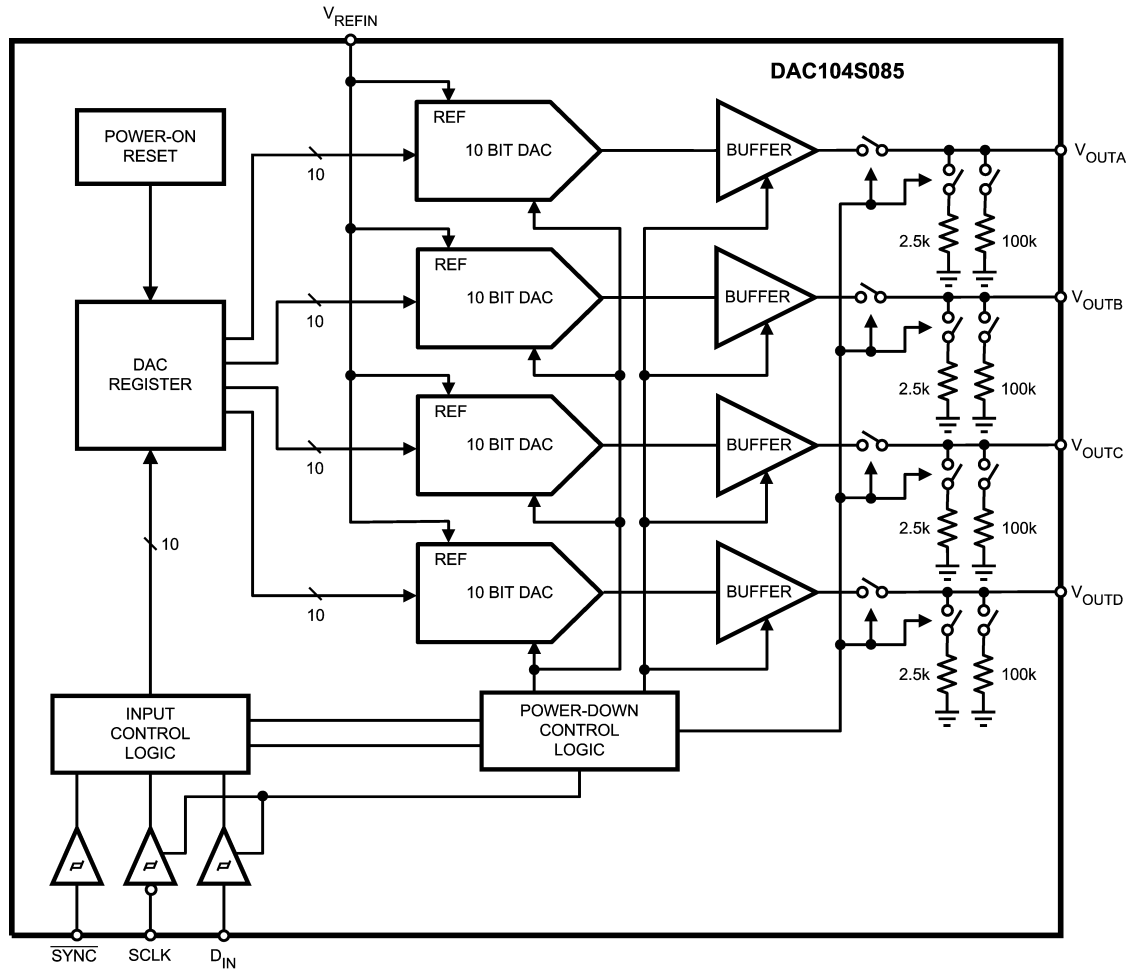 VREFIN
DAC104S085
POWER-ON
RESET
REF
10 BIT DAC
BUFFER
VOUTA
10
2.5k
100k
REF
10 BIT DAC
BUFFER
VOUTB
10
2.5k
100k
DAC
REGISTER
REF
10 BIT DAC
BUFFER
VOUTC
10
2.5k
100k
10
REF
10 BIT DAC
BUFFER
VOUTD
10
2.5k
100k
INPUT
CONTROL
LOGIC
POWER-DOWN
CONTROL
LOGIC
SYNC
SCLK
DIN